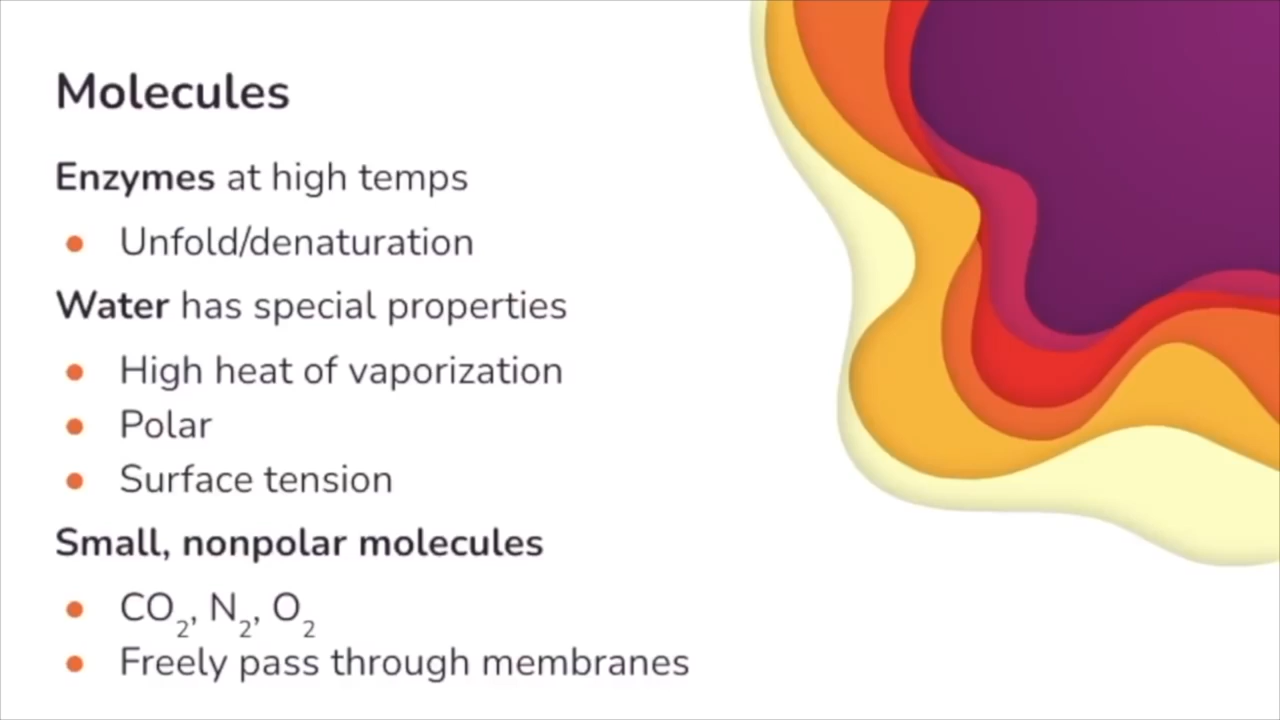 Molecules
Enzymes at high temps
● Unfold/denaturation
Water has special properties
● High heat of vaporization
● Polar
● Surface tension
Small, nonpolar molecules
● CO₂, N₂, O₂
● Freely pass through membranes